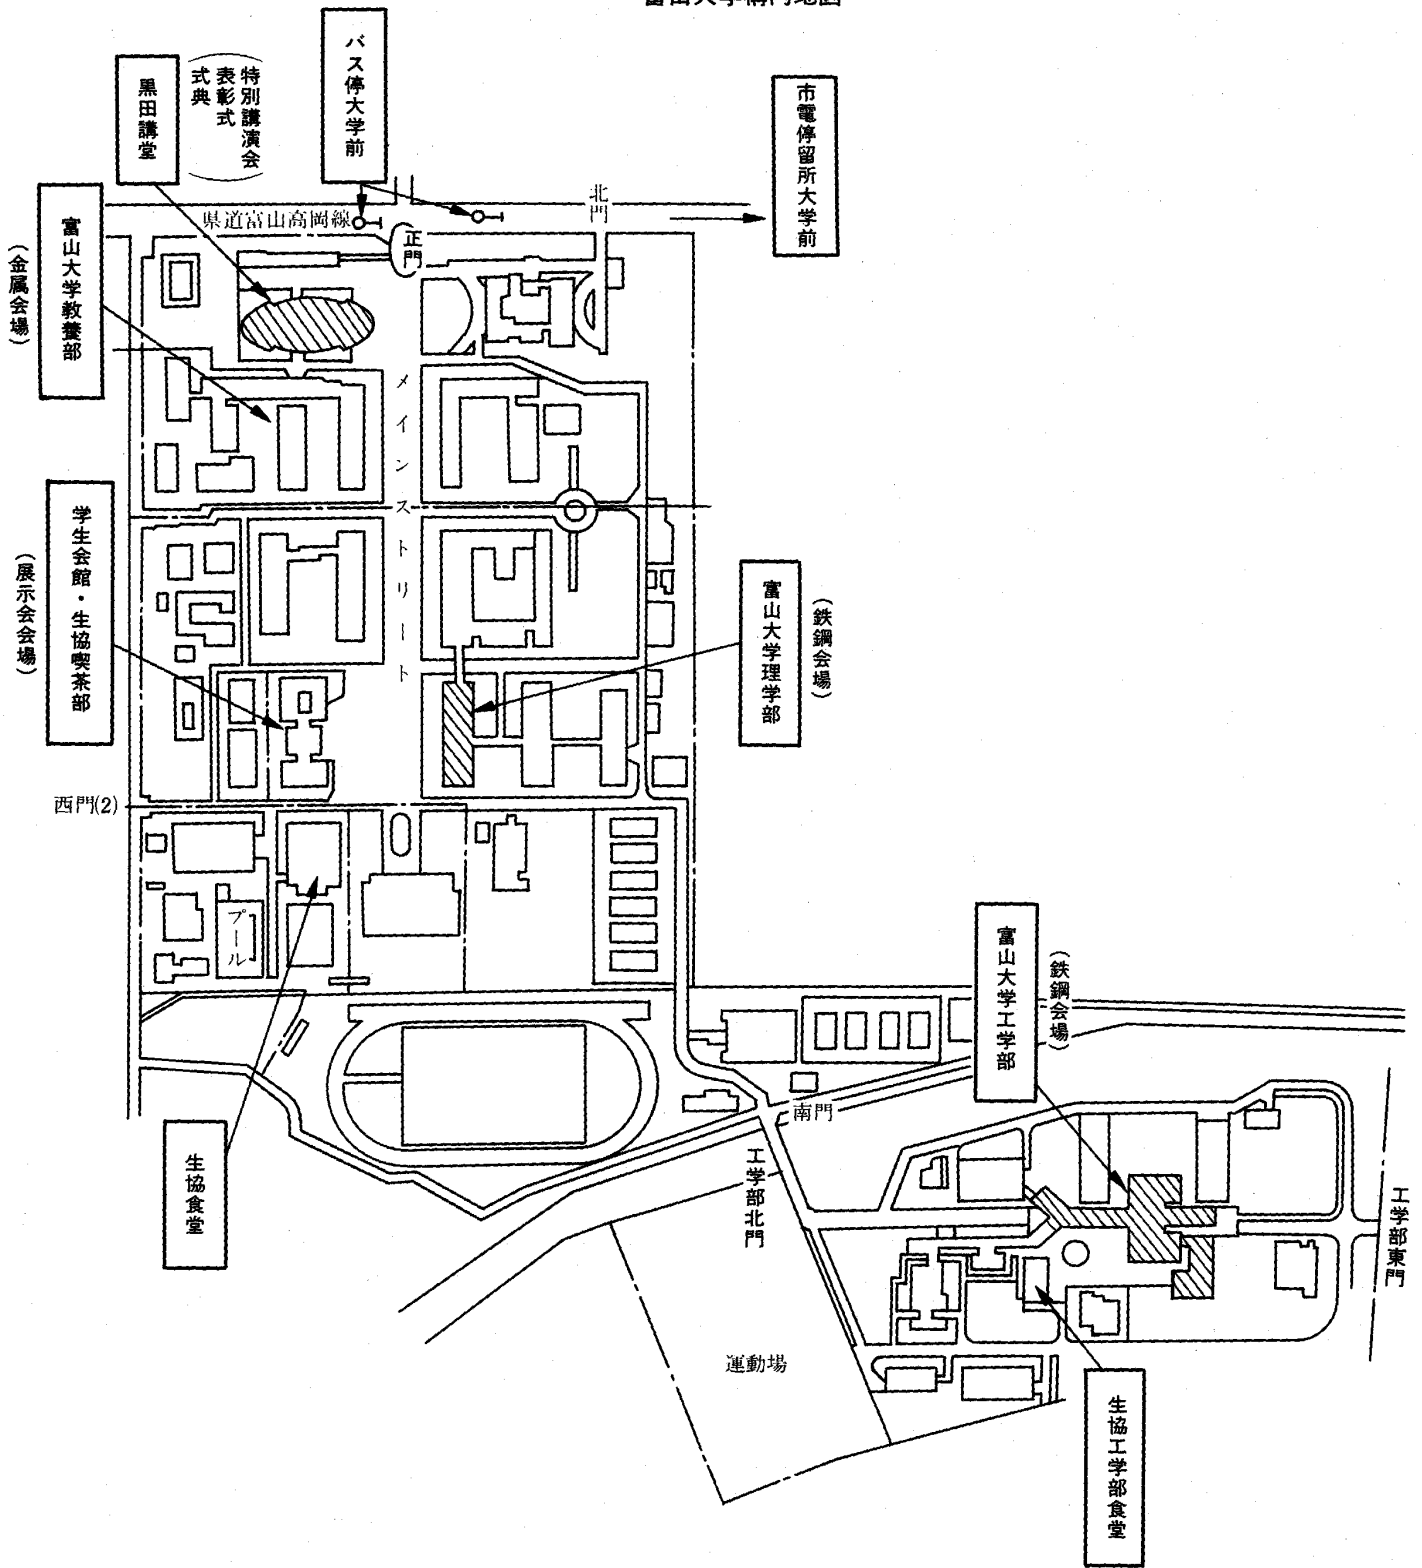 富山大学構内地図
バス停大学前
特別講演会
表彰式
式典
黒田講堂
市電停留所大学前
北門
県道富山高岡線
正門
富山大学教養部
(金属会場)
メインストリート
学生会館・生協喫茶部
(展示会会場)
(鉄鋼会場)
富山大学理学部
西門(2)
プール
(鉄鋼会場)
富山大学工学部
南門
生協食堂
工学部北門
工学部東門
運動場
生協工学部食堂